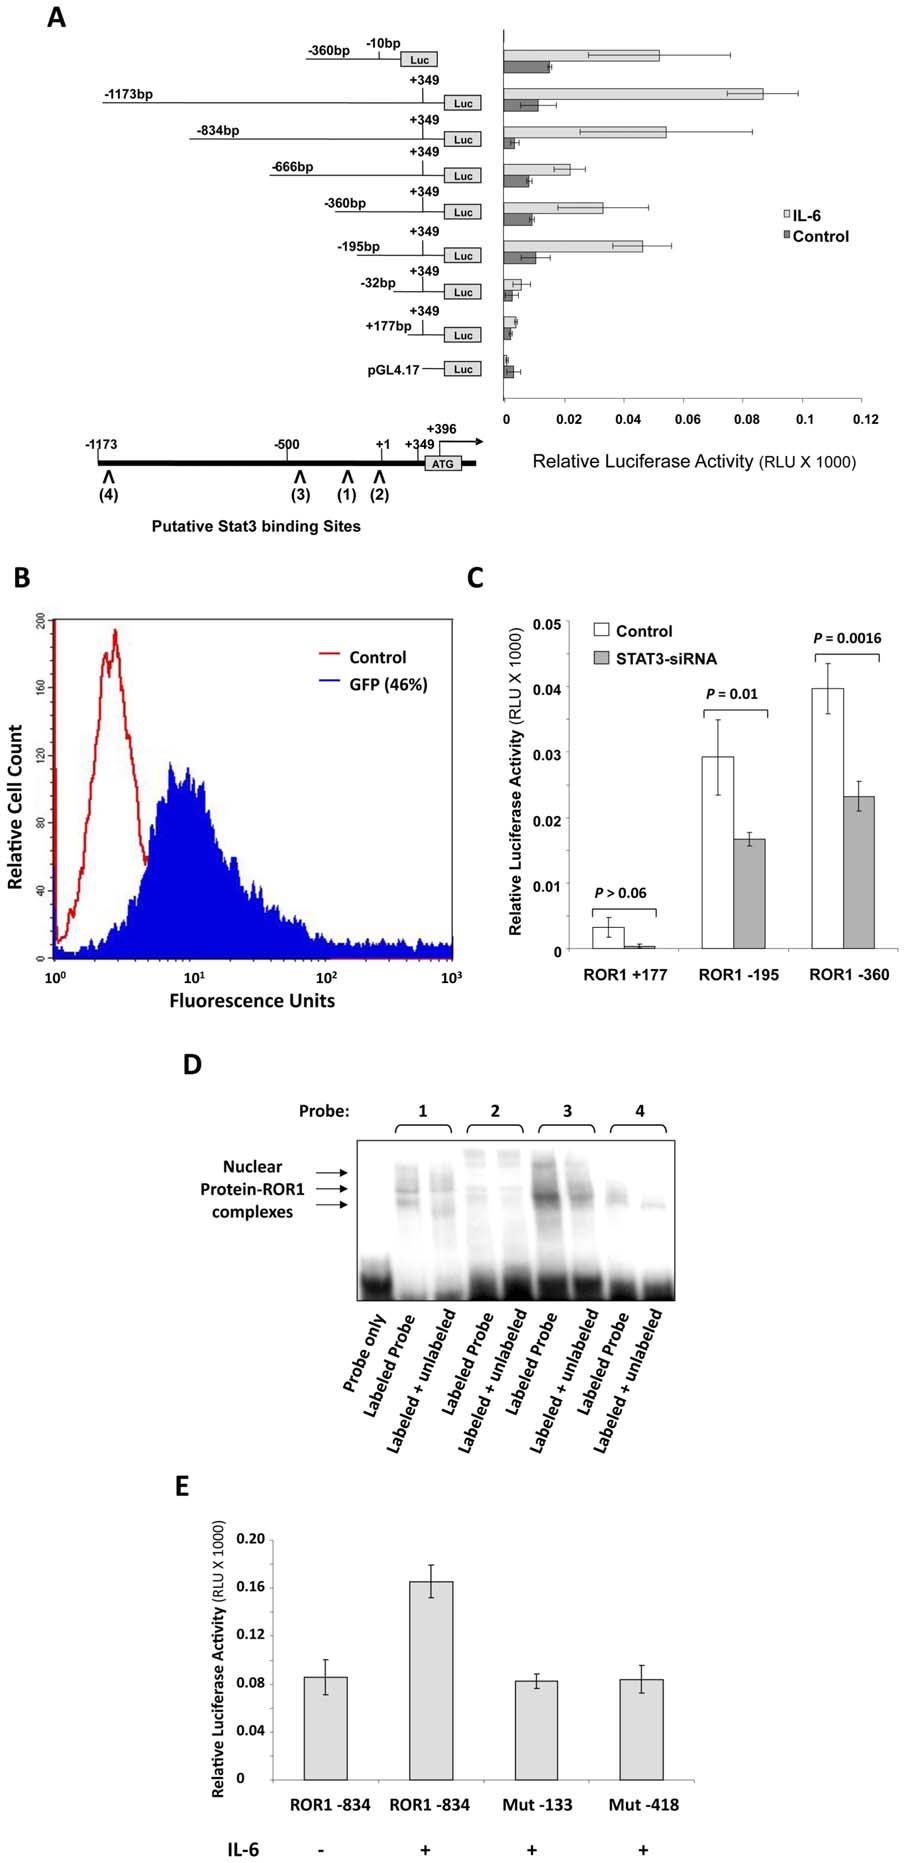 A
-360bp
-10bp
Luc
-1173bp
+349
Luc
-834bp
+349
Luc
-666bp
+349
Luc
-360bp
+349
Luc
-195bp
+349
Luc
-32bp
+349
Luc
+177bp
+349
Luc
pGL4.17
Luc
IL-6
Control
0 0.02 0.04 0.06 0.08 0.1 0.12
Relative Luciferase Activity (RLU X 1000)
-1173 -500 +1 +349 +396
ATG
(4) (3) (1) (2)
Putative Stat3 binding Sites
B
Relative Cell Count
200
160
120
80
40
0
Control
GFP (46%)
10⁰ 10¹ 10² 10³
Fluorescence Units
C
Relative Luciferase Activity (RLU X 1000)
0.05
0.04
0.03
0.02
0.01
0
Control
STAT3-siRNA
P > 0.06
P = 0.01
P = 0.0016
ROR1 +177 ROR1 -195 ROR1 -360
D
Probe: 1 2 3 4
Nuclear
Protein-ROR1
complexes
Probe only
Labeled Probe
Labeled + unlabeled
Labeled Probe
Labeled + unlabeled
Labeled Probe
Labeled + unlabeled
Labeled Probe
Labeled + unlabeled
E
Relative Luciferase Activity (RLU X 1000)
0.20
0.16
0.12
0.08
0.04
0
ROR1 -834 ROR1 -834 Mut -133 Mut -418
IL-6 - + + +